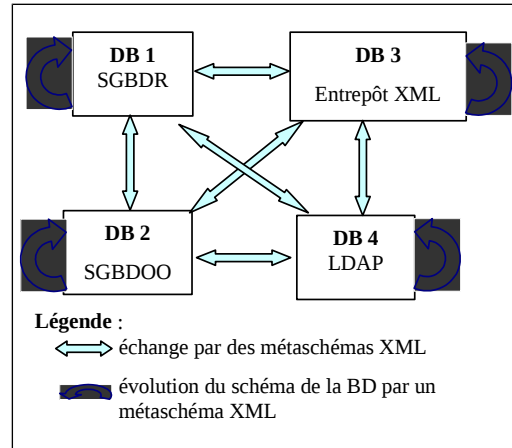 DB 1
SGBDR
DB 3
Entrepôt XML
DB 2
SGBDOO
DB 4
LDAP
Légende :
échange par des métaschémas XML
évolution du schéma de la BD par un
métaschéma XML